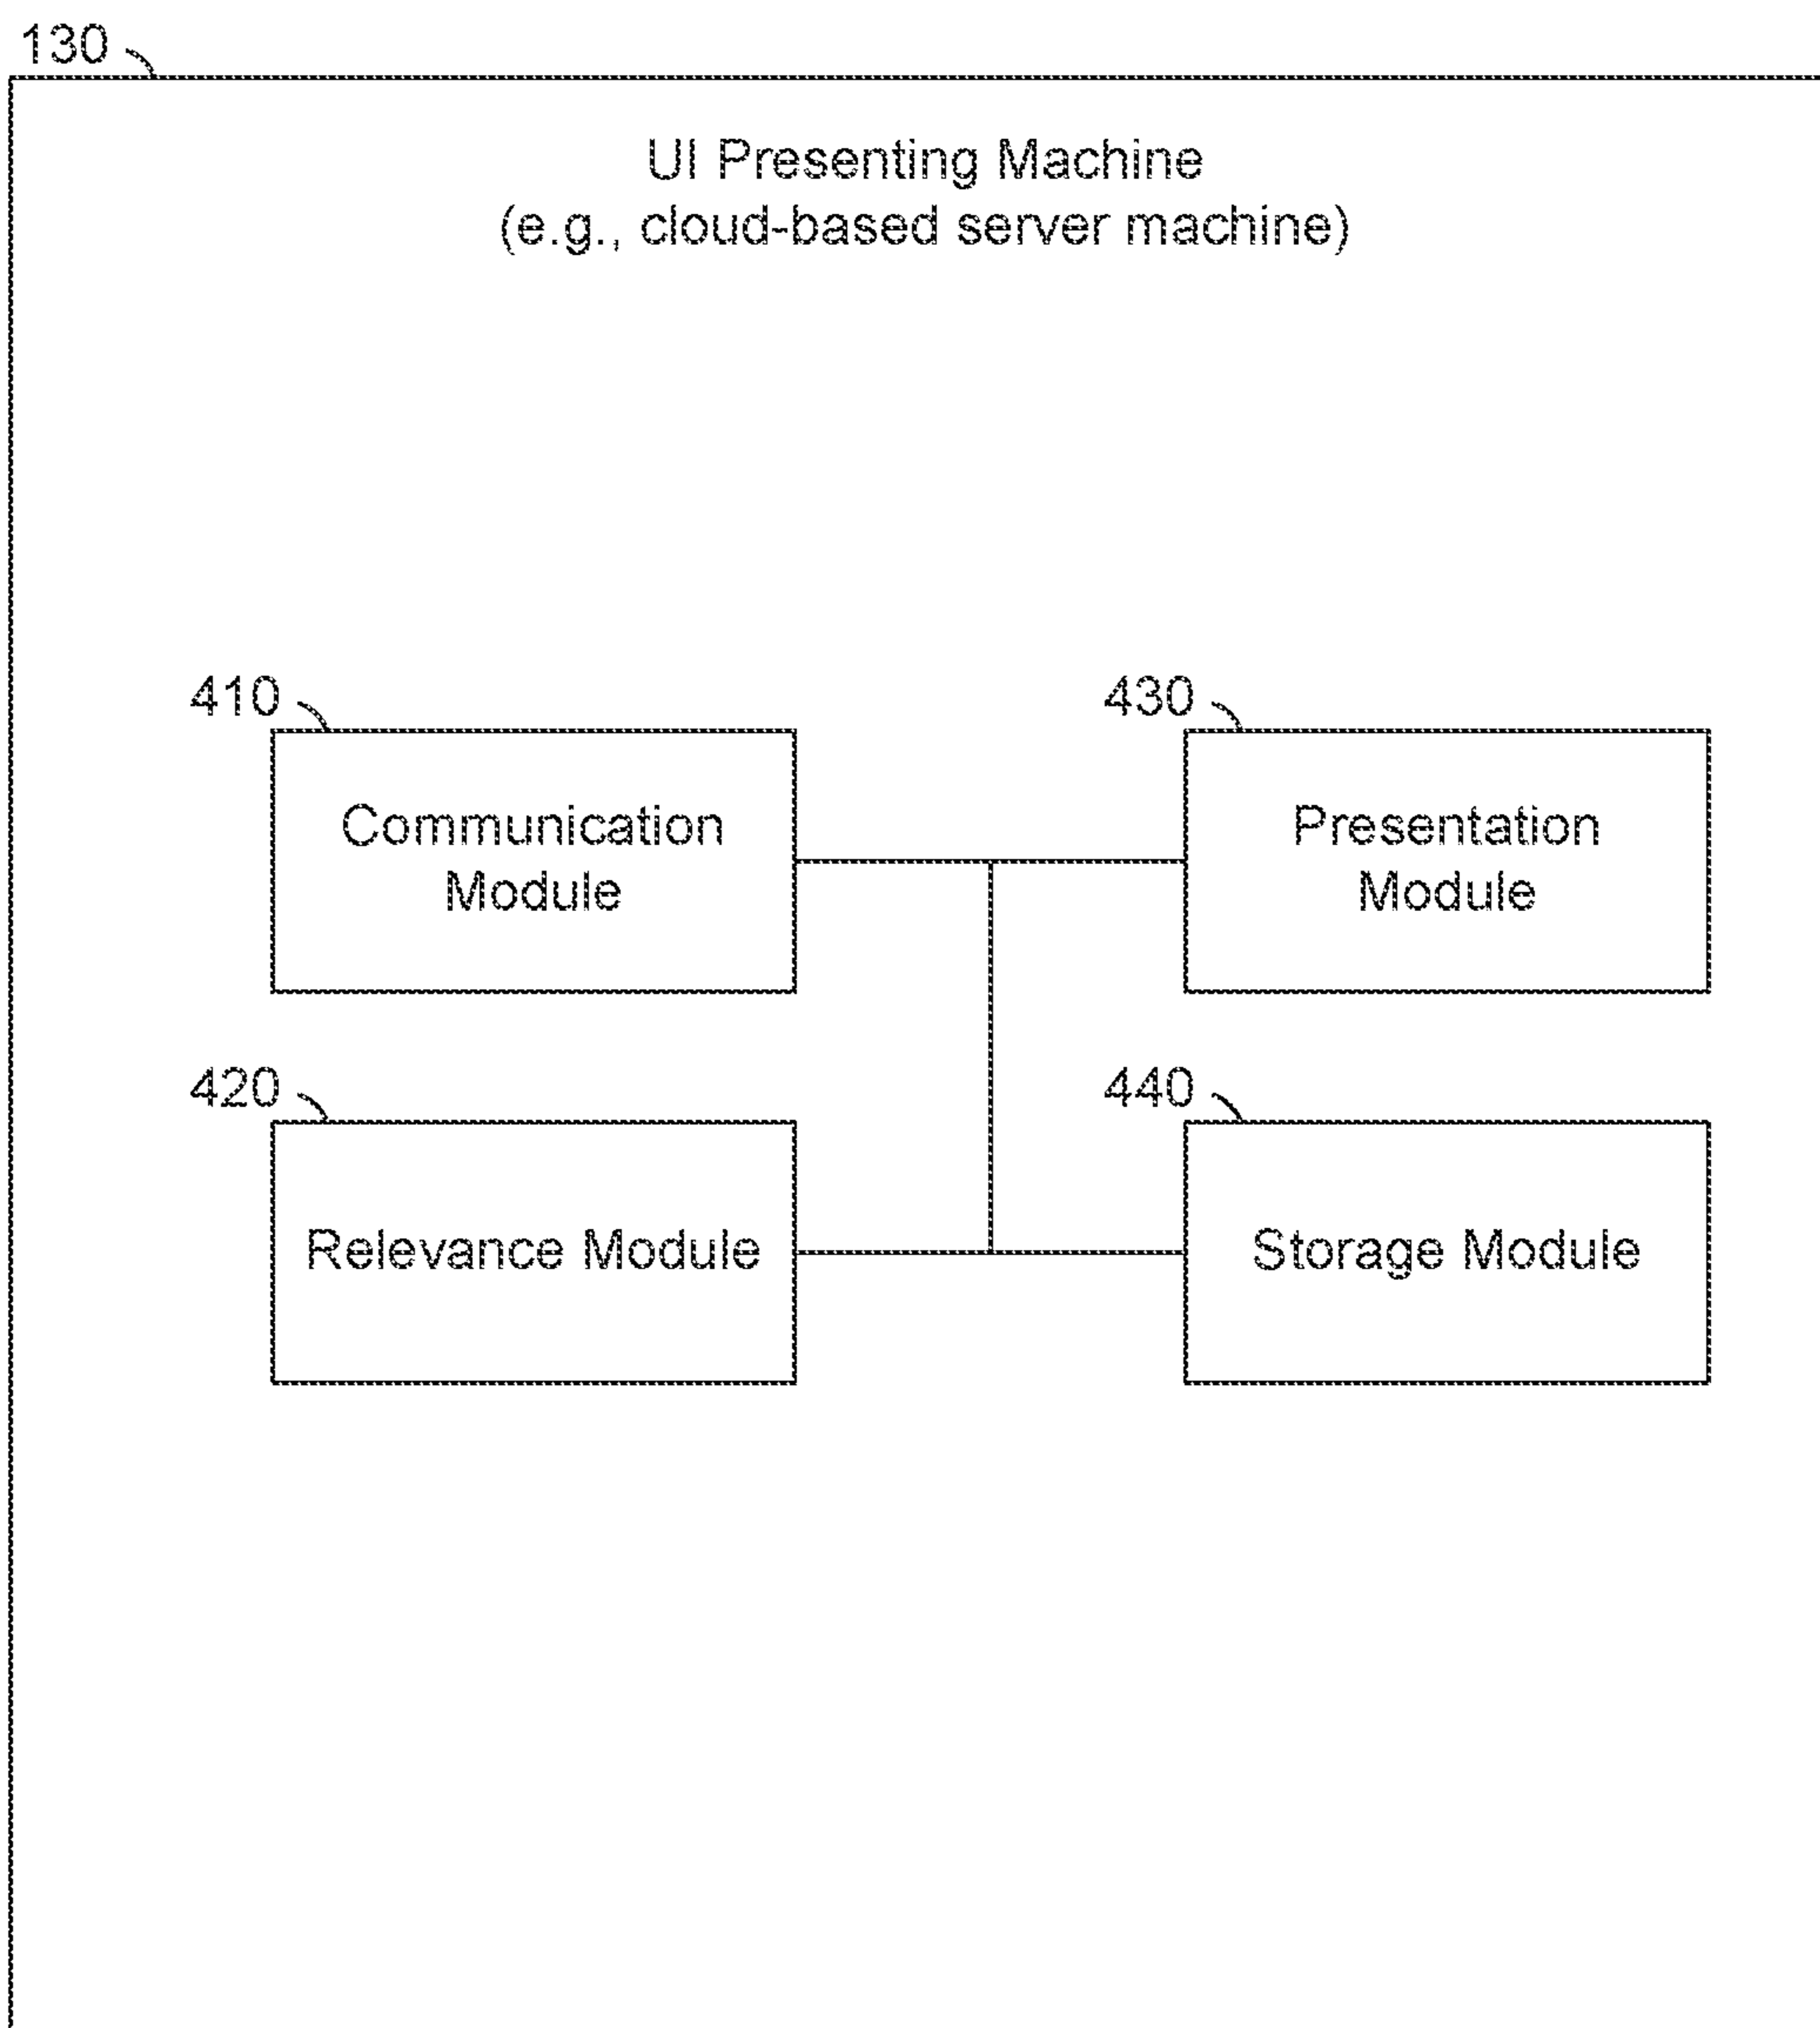 130
UI Presenting Machine
(e.g., cloud-based server machine)
410
Communication
Module
430
Presentation
Module
420
Relevance Module
440
Storage Module